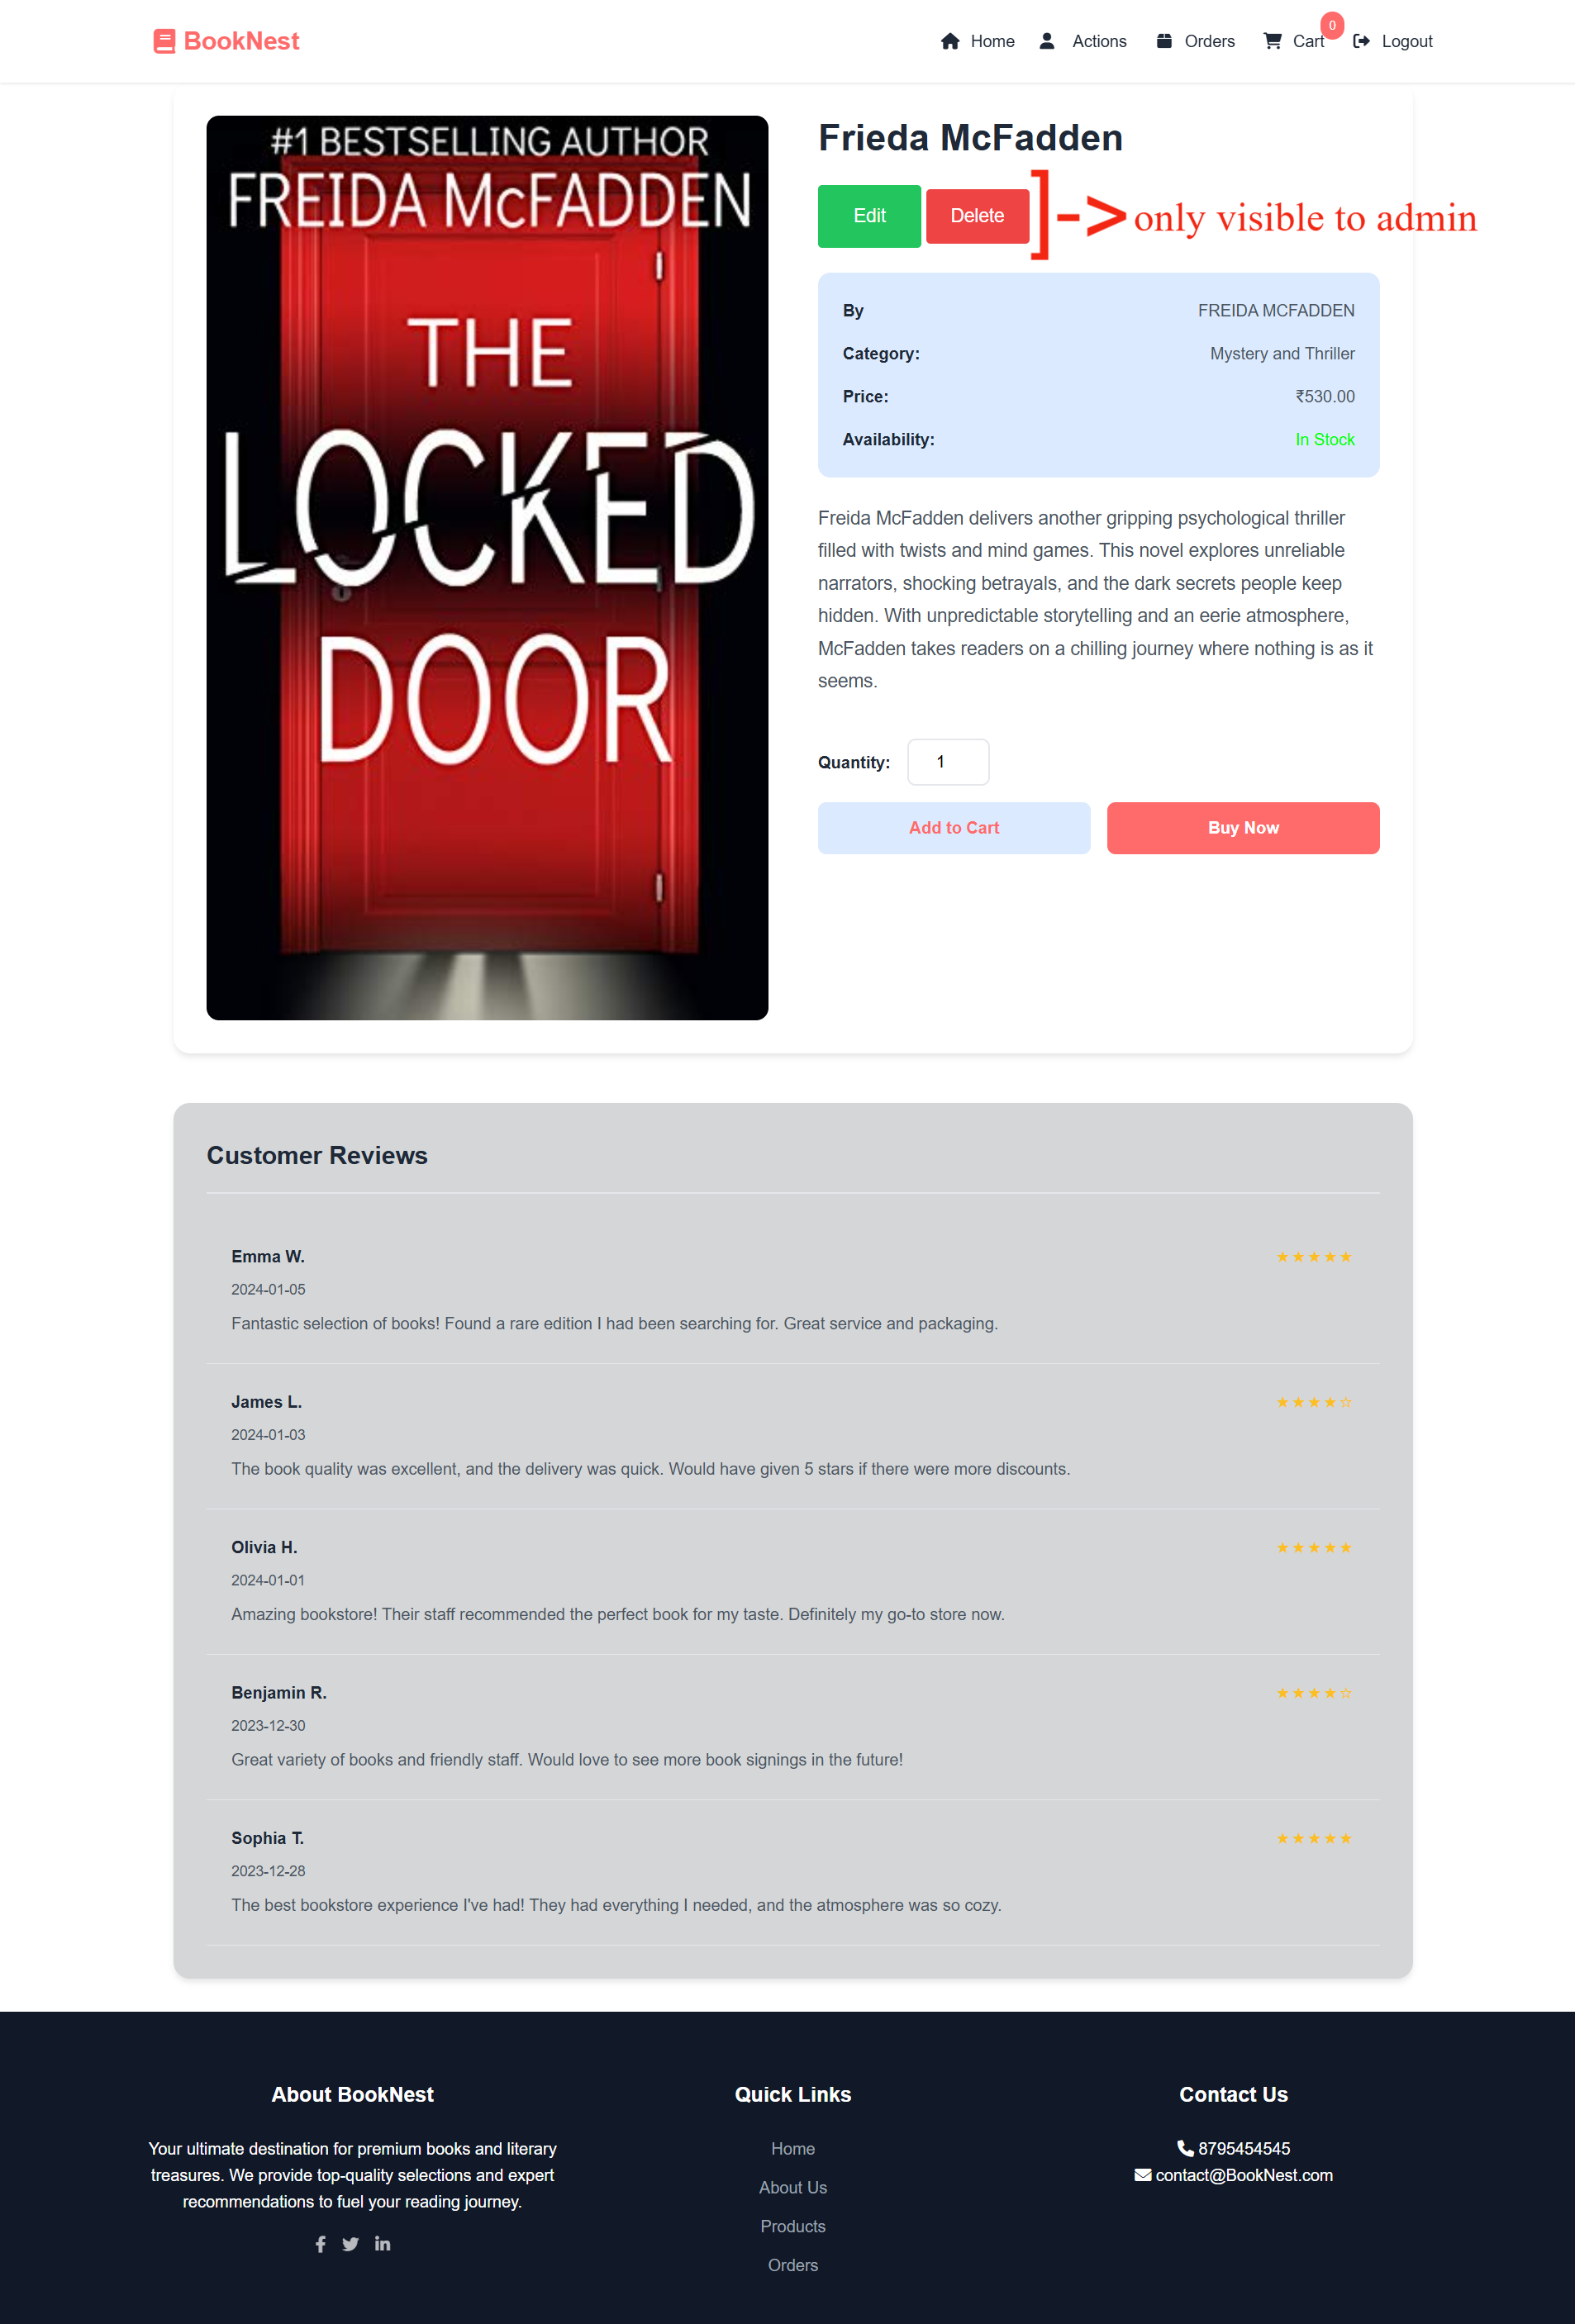 BookNest
Home Actions Orders Cart 0 Logout
#1 BESTSELLING AUTHOR
FREIDA McFADDEN
THE
LOCKED
DOOR
Frieda McFadden
Edit Delete ] -> only visible to admin
By FREIDA MCFADDEN
Category: Mystery and Thriller
Price: ₹530.00
Availability: In Stock
Freida McFadden delivers another gripping psychological thriller
filled with twists and mind games. This novel explores unreliable
narrators, shocking betrayals, and the dark secrets people keep
hidden. With unpredictable storytelling and an eerie atmosphere,
McFadden takes readers on a chilling journey where nothing is as it
seems.
Quantity: 1
Add to Cart Buy Now
Customer Reviews
Emma W. ★★★★★
2024-01-05
Fantastic selection of books! Found a rare edition I had been searching for. Great service and packaging.
James L. ★★★★☆
2024-01-03
The book quality was excellent, and the delivery was quick. Would have given 5 stars if there were more discounts.
Olivia H. ★★★★★
2024-01-01
Amazing bookstore! Their staff recommended the perfect book for my taste. Definitely my go-to store now.
Benjamin R. ★★★★☆
2023-12-30
Great variety of books and friendly staff. Would love to see more book signings in the future!
Sophia T. ★★★★★
2023-12-28
The best bookstore experience I've had! They had everything I needed, and the atmosphere was so cozy.
About BookNest
Your ultimate destination for premium books and literary
treasures. We provide top-quality selections and expert
recommendations to fuel your reading journey.
Quick Links
Home
About Us
Products
Orders
Contact Us
8795454545
contact@BookNest.com